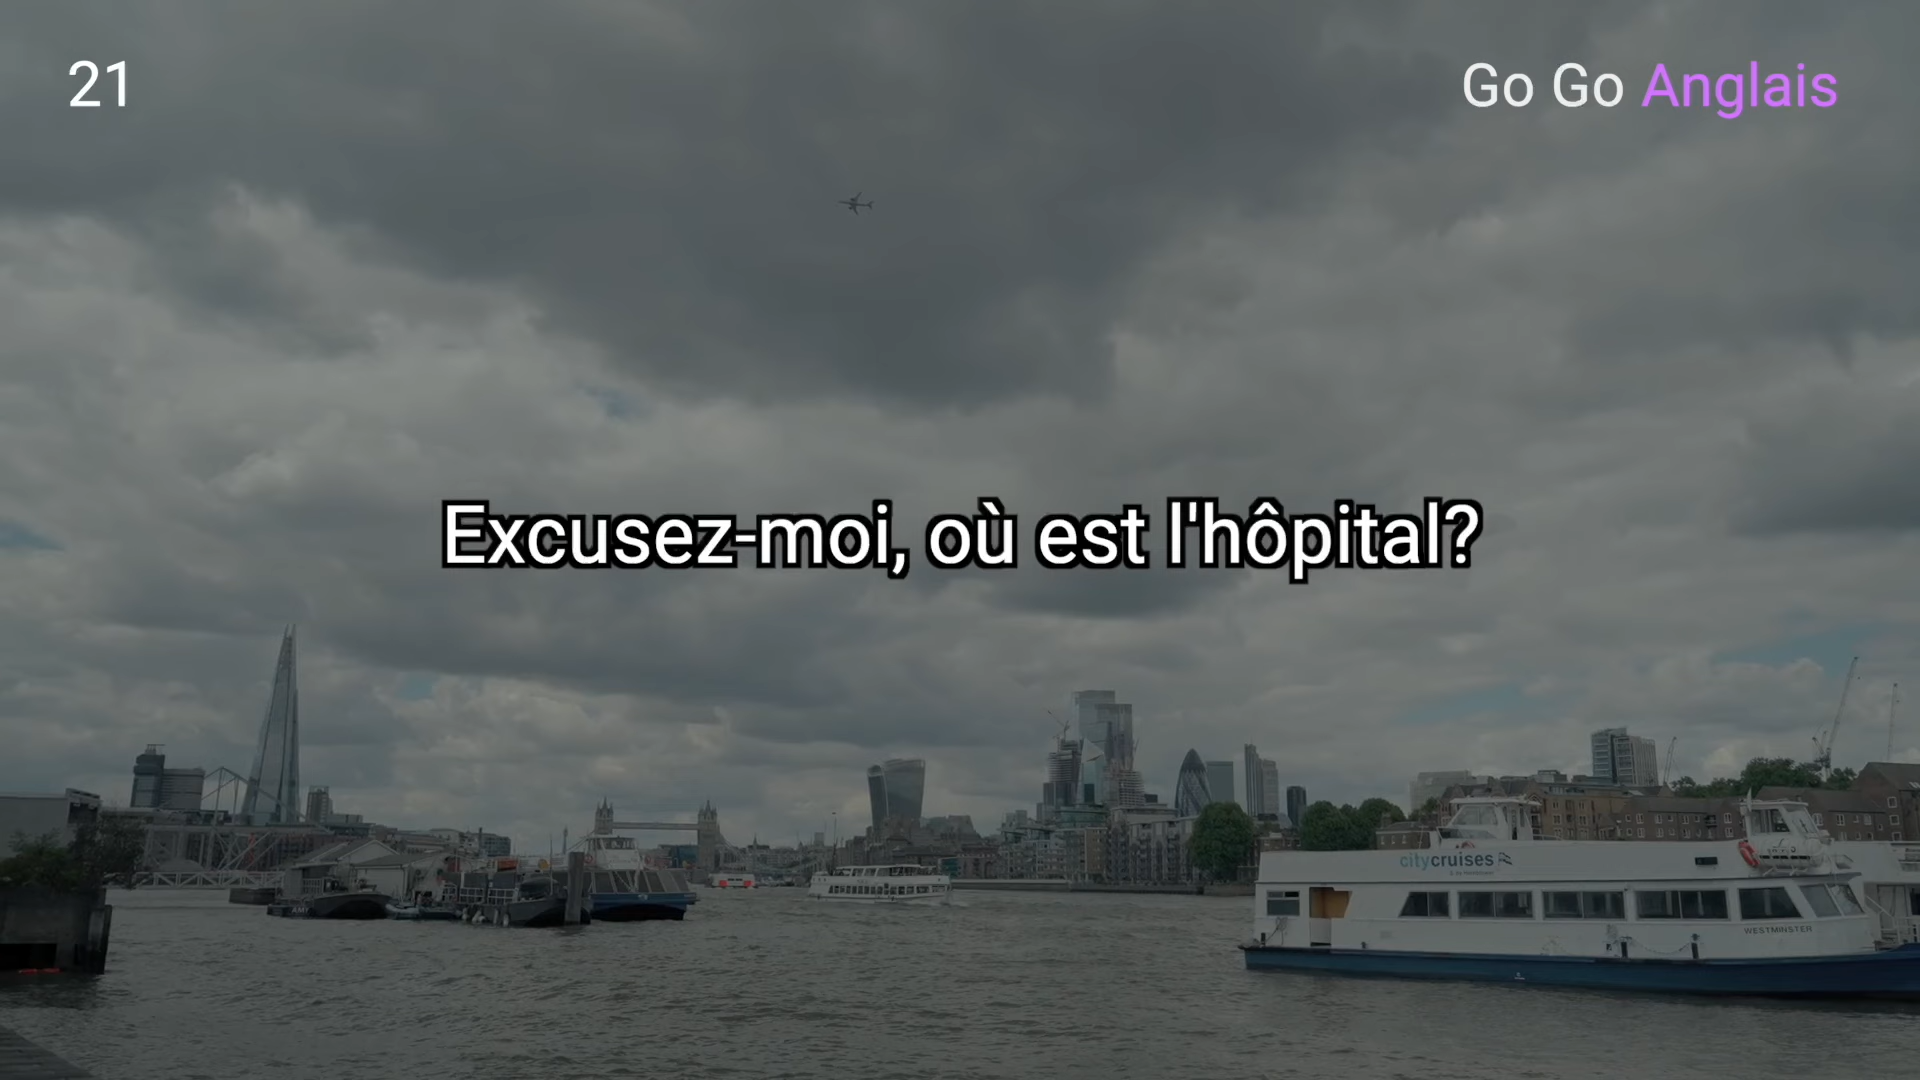 21
Go Go Anglais
Excusez-moi, où est l'hôpital?
citycruises
WESTMINSTER